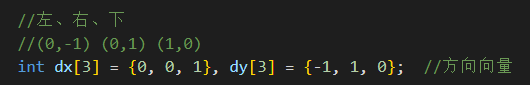 //左、右、下
//(0,-1) (0,1) (1,0)
int dx[3] = {0, 0, 1}, dy[3] = {-1, 1, 0};  //方向向量